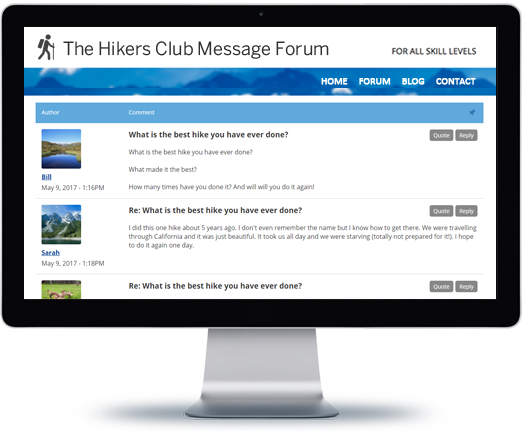 The Hikers Club Message Forum
FOR ALL SKILL LEVELS
HOME FORUM BLOG CONTACT
Author Comment
What is the best hike you have ever done?
Quote Reply
What is the best hike you have ever done?
What made it the best?
How many times have you done it? And will will you do it again!
Bill
May 9, 2017 - 1:16PM
Re: What is the best hike you have ever done?
Quote Reply
I did this one hike about 5 years ago. I don't even remember the name but I know how to get there. We were travelling
through California and it was just beautiful. It took us all day and we were starving (totally not prepared for it!). I hope
to do it again one day.
Sarah
May 9, 2017 - 1:18PM
Re: What is the best hike you have ever done?
Quote Reply